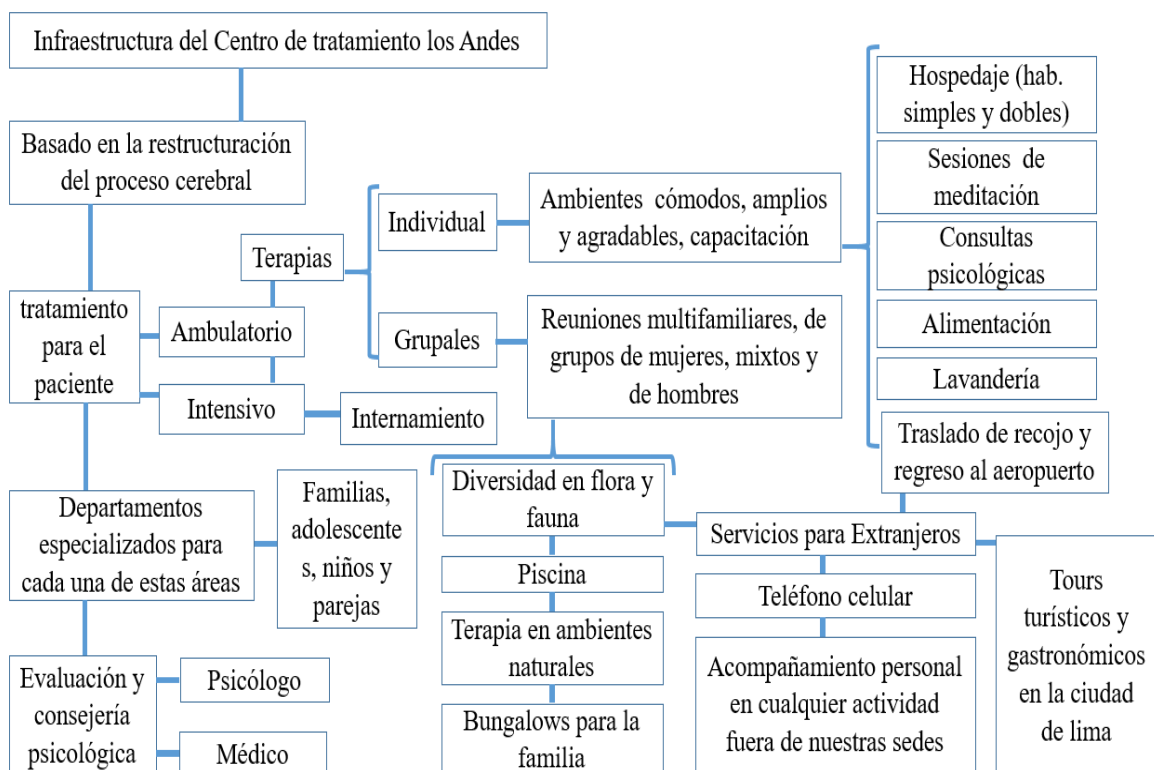 Infraestructura del Centro de tratamiento los Andes
Basado en la restructuración
del proceso cerebral
tratamiento
para el
paciente
Ambulatorio
Intensivo
Internamiento
Terapias
Individual
Grupales
Ambientes cómodos, amplios
y agradables, capacitación
Reuniones multifamiliares, de
grupos de mujeres, mixtos y
de hombres
Hospedaje (hab.
simples y dobles)
Sesiones de
meditación
Consultas
psicológicas
Alimentación
Lavandería
Traslado de recojo y
regreso al aeropuerto
Departamentos
especializados para
cada una de estas áreas
Familias,
adolescente
s, niños y
parejas
Evaluación y
consejería
psicológica
Psicólogo
Médico
Diversidad en flora y
fauna
Piscina
Terapia en ambientes
naturales
Bungalows para la
familia
Servicios para Extranjeros
Teléfono celular
Acompañamiento personal
en cualquier actividad
fuera de nuestras sedes
Tours
turísticos y
gastronómicos
en la ciudad
de lima